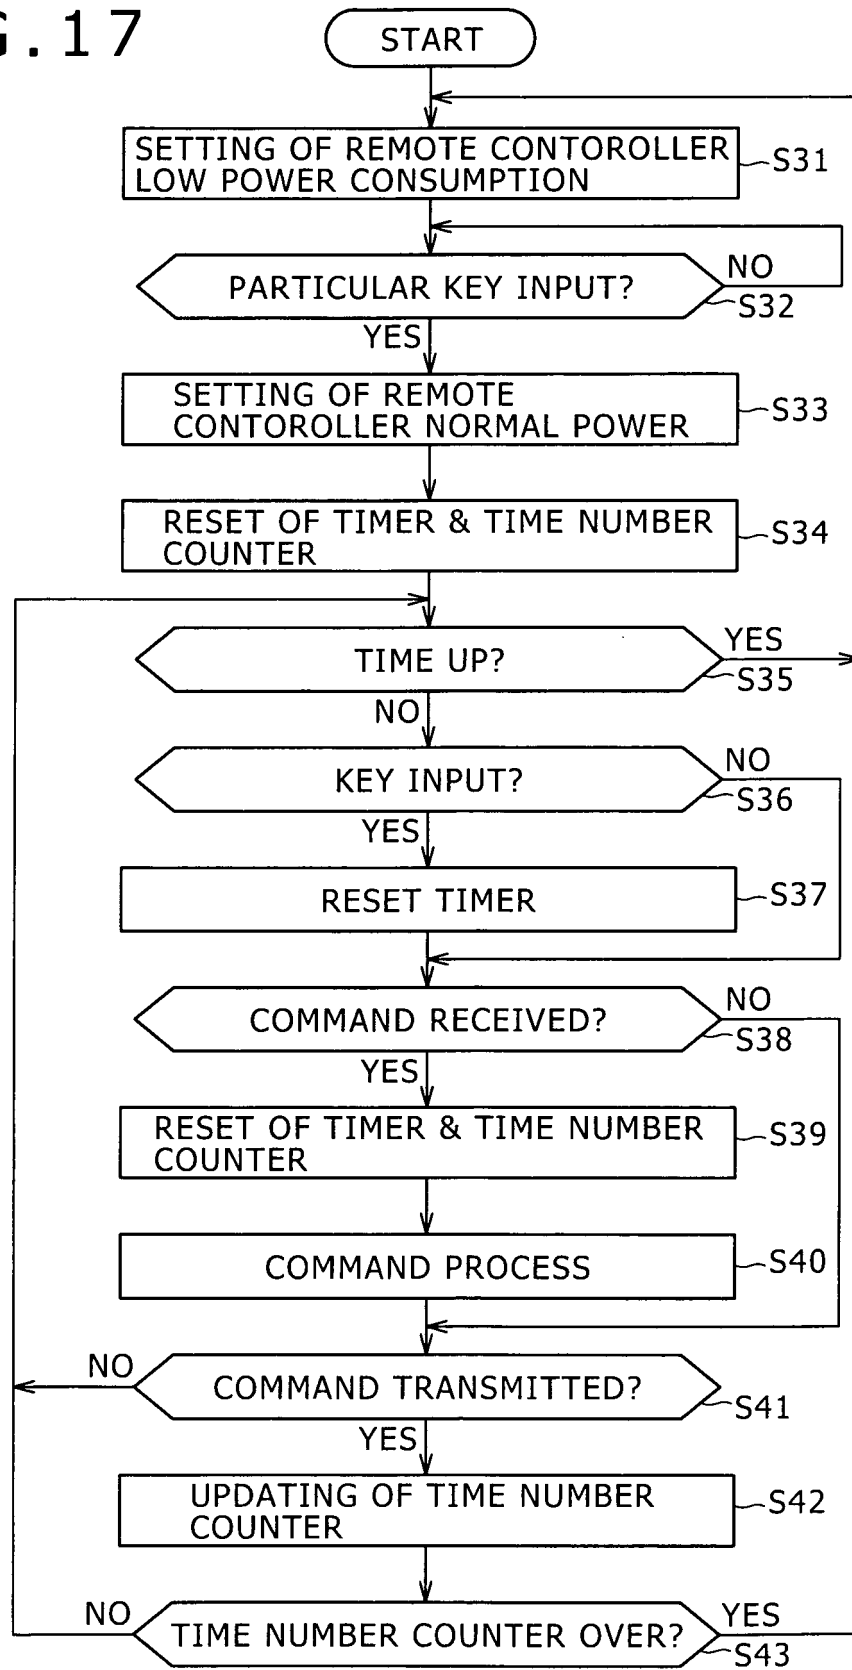 G.17
START
SETTING OF REMOTE CONTOROLLER
LOW POWER CONSUMPTION
S31
PARTICULAR KEY INPUT?
NO
S32
YES
SETTING OF REMOTE
CONTOROLLER NORMAL POWER
S33
RESET OF TIMER & TIME NUMBER
COUNTER
S34
TIME UP?
YES
S35
NO
KEY INPUT?
NO
S36
YES
RESET TIMER
S37
COMMAND RECEIVED?
NO
S38
YES
RESET OF TIMER & TIME NUMBER
COUNTER
S39
COMMAND PROCESS
S40
NO
COMMAND TRANSMITTED?
S41
YES
UPDATING OF TIME NUMBER
COUNTER
S42
NO
TIME NUMBER COUNTER OVER?
YES
S43